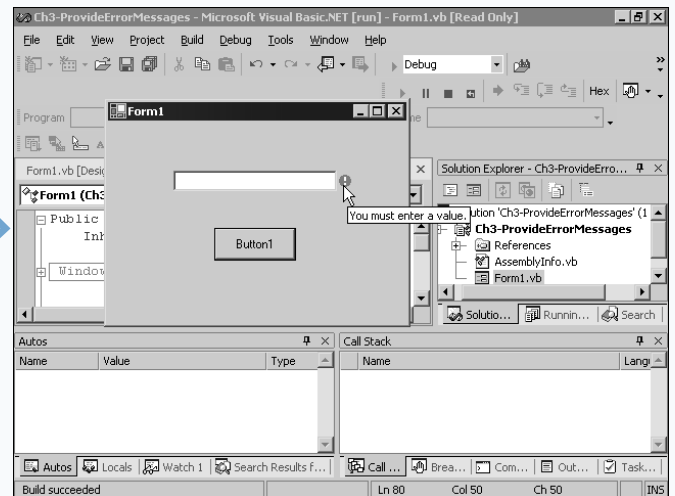 Ch3-ProvideErrorMessages - Microsoft Visual Basic.NET [run] - Form1.vb [Read Only]
File Edit View Project Build Debug Tools Window Help
Debug
Hex
Program
Form1
Form1.vb [Desi
Form1 (Ch3
Public
Inh
Window
You must enter a value.
Button1
Solution Explorer - Ch3-ProvideErro...
ution 'Ch3-ProvideErrorMessages' (1
Ch3-ProvideErrorMessages
References
AssemblyInfo.vb
Form1.vb
Solutio... Runnin... Search
Autos
Name Value Type
Call Stack
Name Lang
Autos Locals Watch 1 Search Results f...
Call ... Brea... Com... Out... Task...
Build succeeded Ln 80 Col 50 Ch 50 INS